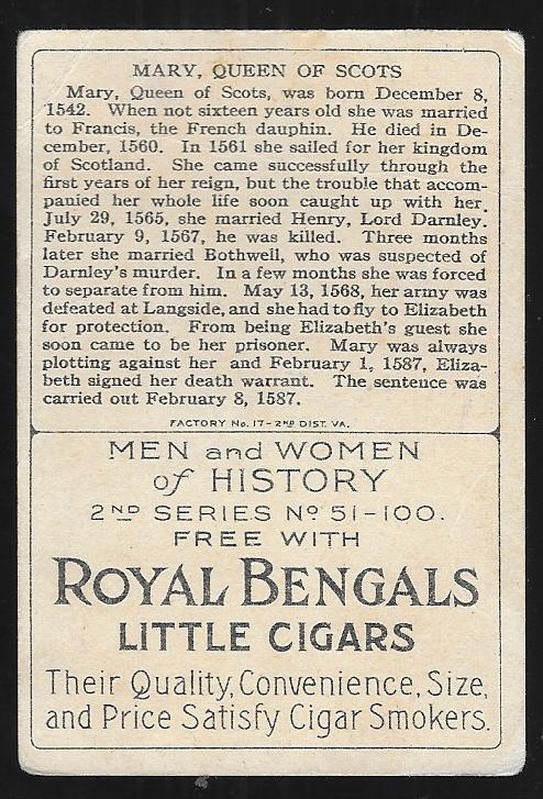 MARY, QUEEN OF SCOTS
Mary, Queen of Scots, was born December 8,
1542. When not sixteen years old she was married
to Francis, the French dauphin. He died in De-
cember, 1560. In 1561 she sailed for her kingdom
of Scotland. She came successfully through the
first years of her reign, but the trouble that accom-
panied her whole life soon caught up with her.
July 29, 1565, she married Henry, Lord Darnley.
February 9, 1567, he was killed. Three months
later she married Bothwell, who was suspected of
Darnley's murder. In a few months she was forced
to separate from him. May 13, 1568, her army was
defeated at Langside, and she had to fly to Elizabeth
for protection. From being Elizabeth's guest she
soon came to be her prisoner. Mary was always
plotting against her and February 1, 1587, Eliza-
beth signed her death warrant. The sentence was
carried out February 8, 1587.
FACTORY No. 17-2ND DIST. VA.
MEN and WOMEN
of HISTORY
2ND SERIES No 51-100.
FREE WITH
ROYAL BENGALS
LITTLE CIGARS
Their Quality, Convenience, Size,
and Price Satisfy Cigar Smokers.